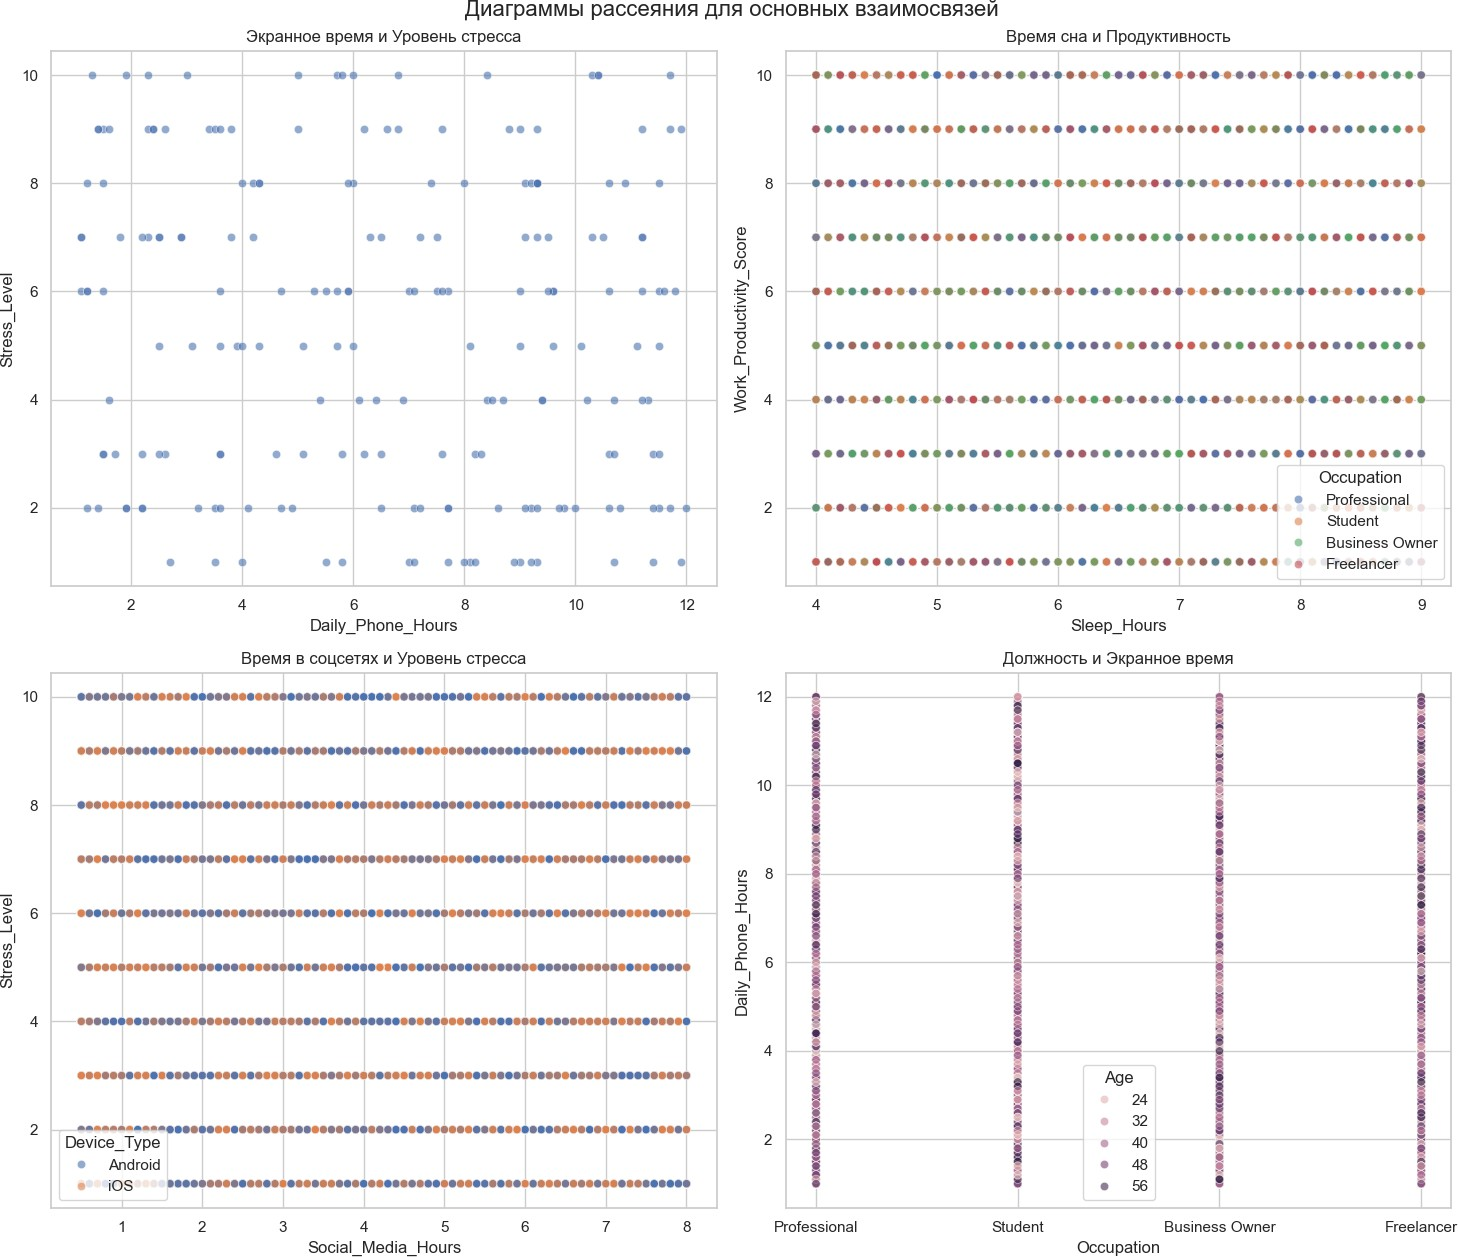 Диаграммы рассеяния для основных взаимосвязей
Экранное время и Уровень стресса
10
8
6
4
2
Stress_Level
2 4 6 8 10 12
Daily_Phone_Hours
Время сна и Продуктивность
10
8
6
4
2
Work_Productivity_Score
Occupation
Professional
Student
Business Owner
Freelancer
4 5 6 7 8 9
Sleep_Hours
Время в соцсетях и Уровень стресса
10
8
6
4
2
Stress_Level
Device_Type
Android
iOS
1 2 3 4 5 6 7 8
Social_Media_Hours
Должность и Экранное время
12
10
8
6
4
2
Daily_Phone_Hours
Age
24
32
40
48
56
Professional Student Business Owner Freelancer
Occupation